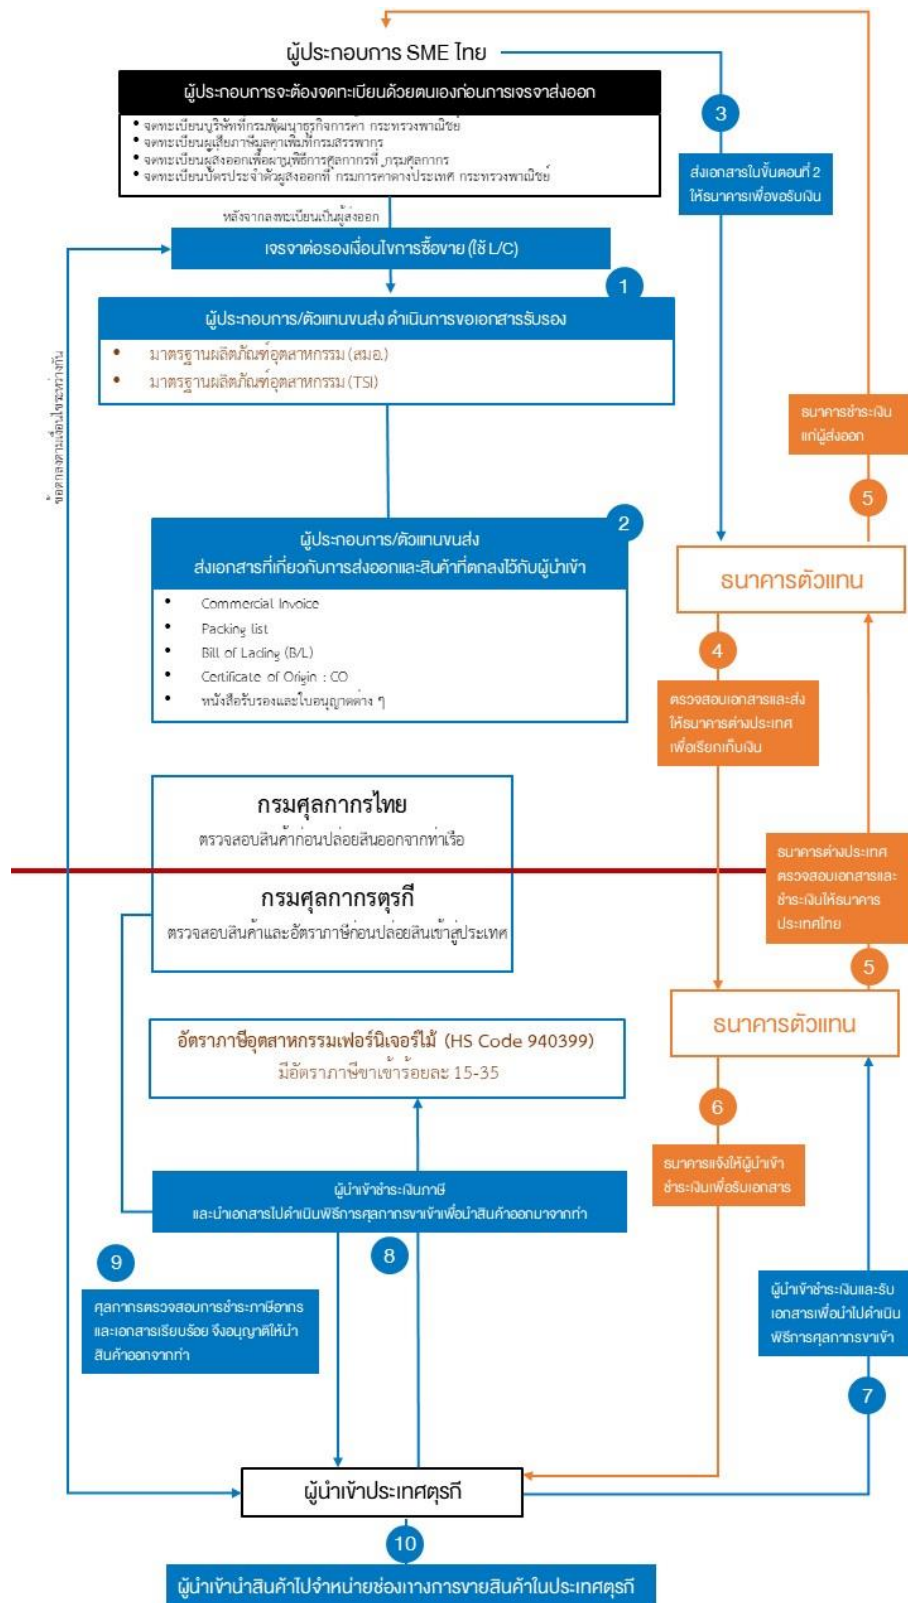 ผู้ประกอบการ SME ไทย
ผู้ประกอบการจะต้องจดทะเบียนด้วยตนเองก่อนการเจรจาส่งออก
• จดทะเบียนบริษัทที่กรมพัฒนาธุรกิจการค้า กระทรวงพาณิชย์
• จดทะเบียนผู้เสียภาษีมูลค่าเพิ่มที่กรมสรรพากร
• จดทะเบียนผู้ส่งออกเพื่อผ่านพิธีการศุลกากรที่ กรมศุลกากร
• จดทะเบียนบัตรประจำตัวผู้ส่งออกที่ กรมการค้าต่างประเทศ กระทรวงพาณิชย์
หลังจากลงทะเบียนเป็นผู้ส่งออก
เจรจาต่อรองเงื่อนไขการซื้อขาย (ใช้ L/C)
1
ผู้ประกอบการ/ตัวแทนขนส่ง ดำเนินการขอเอกสารรับรอง
• มาตรฐานผลิตภัณฑ์อุตสาหกรรม (สมอ.)
• มาตรฐานผลิตภัณฑ์อุตสาหกรรม (TSI)
ข้อตกลงตามเงื่อนไขระหว่างกัน
2
ผู้ประกอบการ/ตัวแทนขนส่ง
ส่งเอกสารที่เกี่ยวกับการส่งออกและสินค้าที่ตกลงไว้กับผู้นำเข้า
• Commercial Invoice
• Packing list
• Bill of Lading (B/L)
• Certificate of Origin : CO
• หนังสือรับรองและใบอนุญาตต่าง ๆ
3
ส่งเอกสารในขั้นตอนที่ 2
ให้ธนาคารเพื่อขอรับเงิน
ธนาคารชำระเงิน
แก่ผู้ส่งออก
5
ธนาคารตัวแทน
4
ตรวจสอบเอกสารและส่ง
ให้ธนาคารต่างประเทศ
เพื่อเรียกเก็บเงิน
กรมศุลกากรไทย
ตรวจสอบสินค้าก่อนปล่อยสินออกจากท่าเรือ
กรมศุลกากรตุรกี
ตรวจสอบสินค้าและอัตราภาษีก่อนปล่อยสินเข้าสู่ประเทศ
ธนาคารต่างประเทศ
ตรวจสอบเอกสารและ
ชำระเงินให้ธนาคาร
ประเทศไทย
5
ธนาคารตัวแทน
อัตราภาษีอุตสาหกรรมเฟอร์นิเจอร์ไม้ (HS Code 940399)
มีอัตราภาษีขาเข้าร้อยละ 15-35
6
ธนาคารแจ้งให้ผู้นำเข้า
ชำระเงินเพื่อรับเอกสาร
ผู้นำเข้าชำระเงินภาษี
และนำเอกสารไปดำเนินพิธีการศุลกากรขาเข้าเพื่อนำสินค้าออกมาจากท่า
8
9
ศุลกากรตรวจสอบการชำระภาษีอากร
และเอกสารเรียบร้อย จึงอนุญาติให้นำ
สินค้าออกจากท่า
ผู้นำเข้าชำระเงินและรับ
เอกสารเพื่อนำไปดำเนิน
พิธีการศุลกากรขาเข้า
7
ผู้นำเข้าประเทศตุรกี
10
ผู้นำเข้านำสินค้าไปจำหน่ายช่องทางการขายสินค้าในประเทศตุรกี